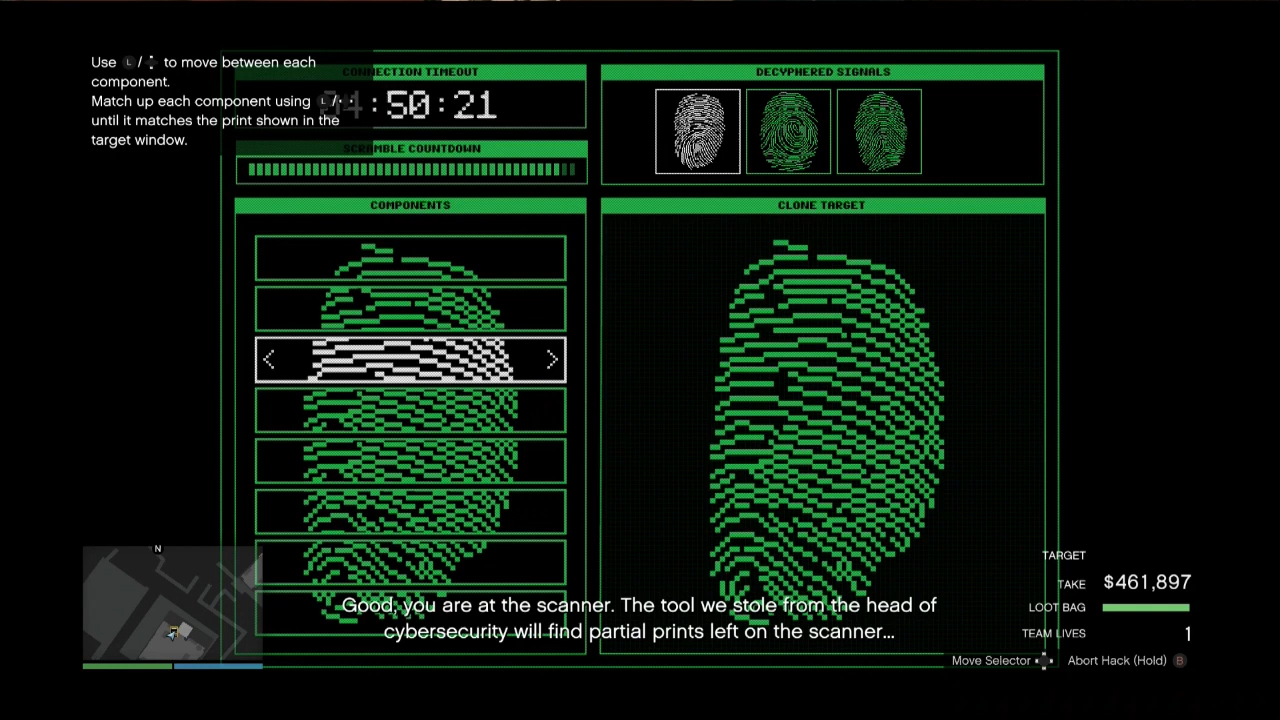 Use L / to move between each
component.
Match up each component using L /
until it matches the print shown in the
target window.
CONNECTION TIMEOUT
04:50:21
SCRAMBLE COUNTDOWN
DECYPHERED SIGNALS
COMPONENTS
CLONE TARGET
N
Good, you are at the scanner. The tool we stole from the head of
cybersecurity will find partial prints left on the scanner...
TARGET
TAKE $461,897
LOOT BAG
TEAM LIVES 1
Move Selector Abort Hack (Hold) B